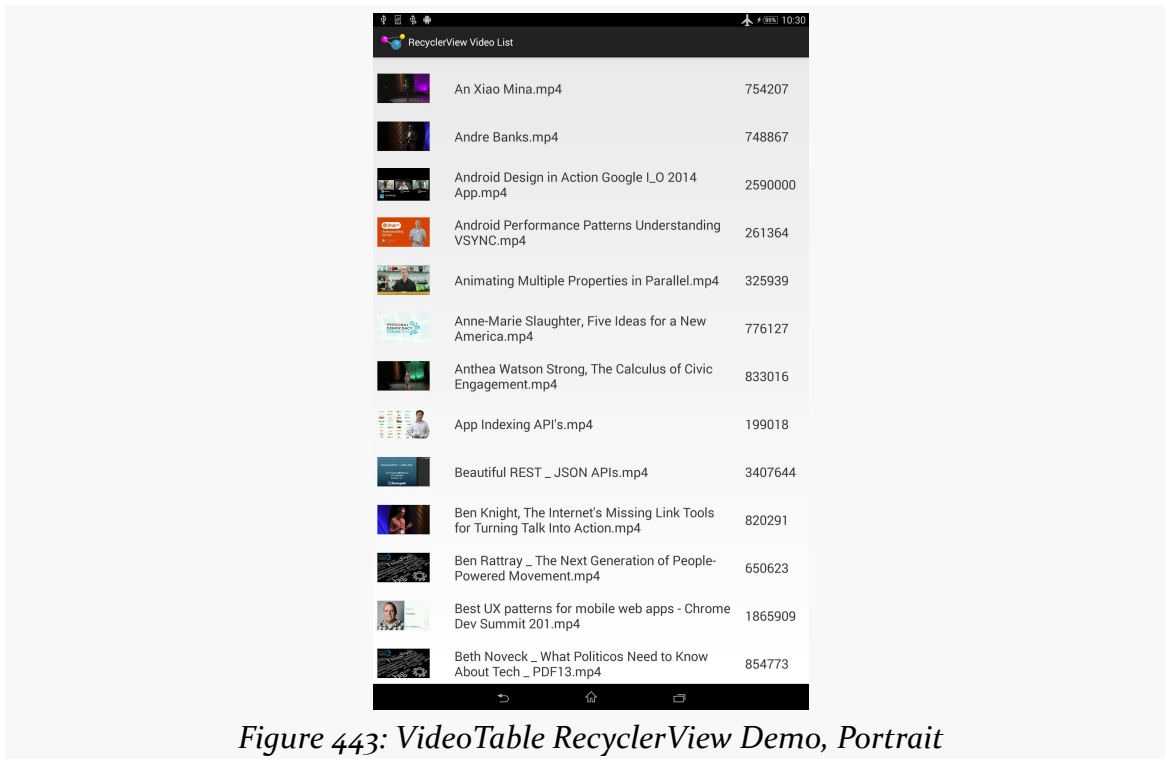 95% 10:30
RecyclerView Video List
An Xiao Mina.mp4 754207
Andre Banks.mp4 748867
Android Design in Action Google I_O 2014
App.mp4 2590000
Android Performance Patterns Understanding
VSYNC.mp4 261364
Animating Multiple Properties in Parallel.mp4 325939
PERSONAL
DEMOCRACY
Anne-Marie Slaughter, Five Ideas for a New
America.mp4 776127
Anthea Watson Strong, The Calculus of Civic
Engagement.mp4 833016
App Indexing API's.mp4 199018
Beautiful REST _ JSON APIs.mp4 3407644
Ben Knight, The Internet's Missing Link Tools
for Turning Talk Into Action.mp4 820291
Ben Rattray _ The Next Generation of People-
Powered Movement.mp4 650623
Best UX patterns for mobile web apps - Chrome
Dev Summit 201.mp4 1865909
Beth Noveck _ What Politicos Need to Know
About Tech _ PDF13.mp4 854773
Figure 443: VideoTable RecyclerView Demo, Portrait